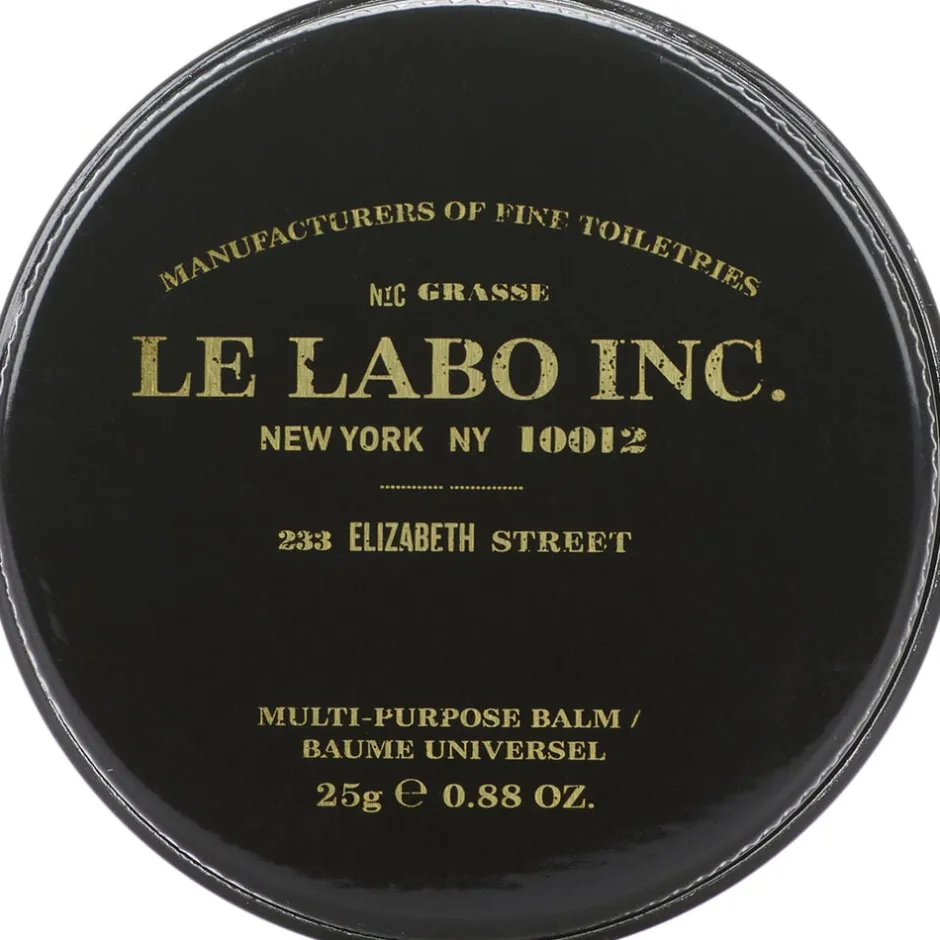 MANUFACTURERS OF FINE TOILETRIES
NYC GRASSE
LE LABO INC.
NEW YORK NY 10012
233 ELIZABETH STREET
MULTI-PURPOSE BALM /
BAUME UNIVERSEL
25g ℮ 0.88 OZ.